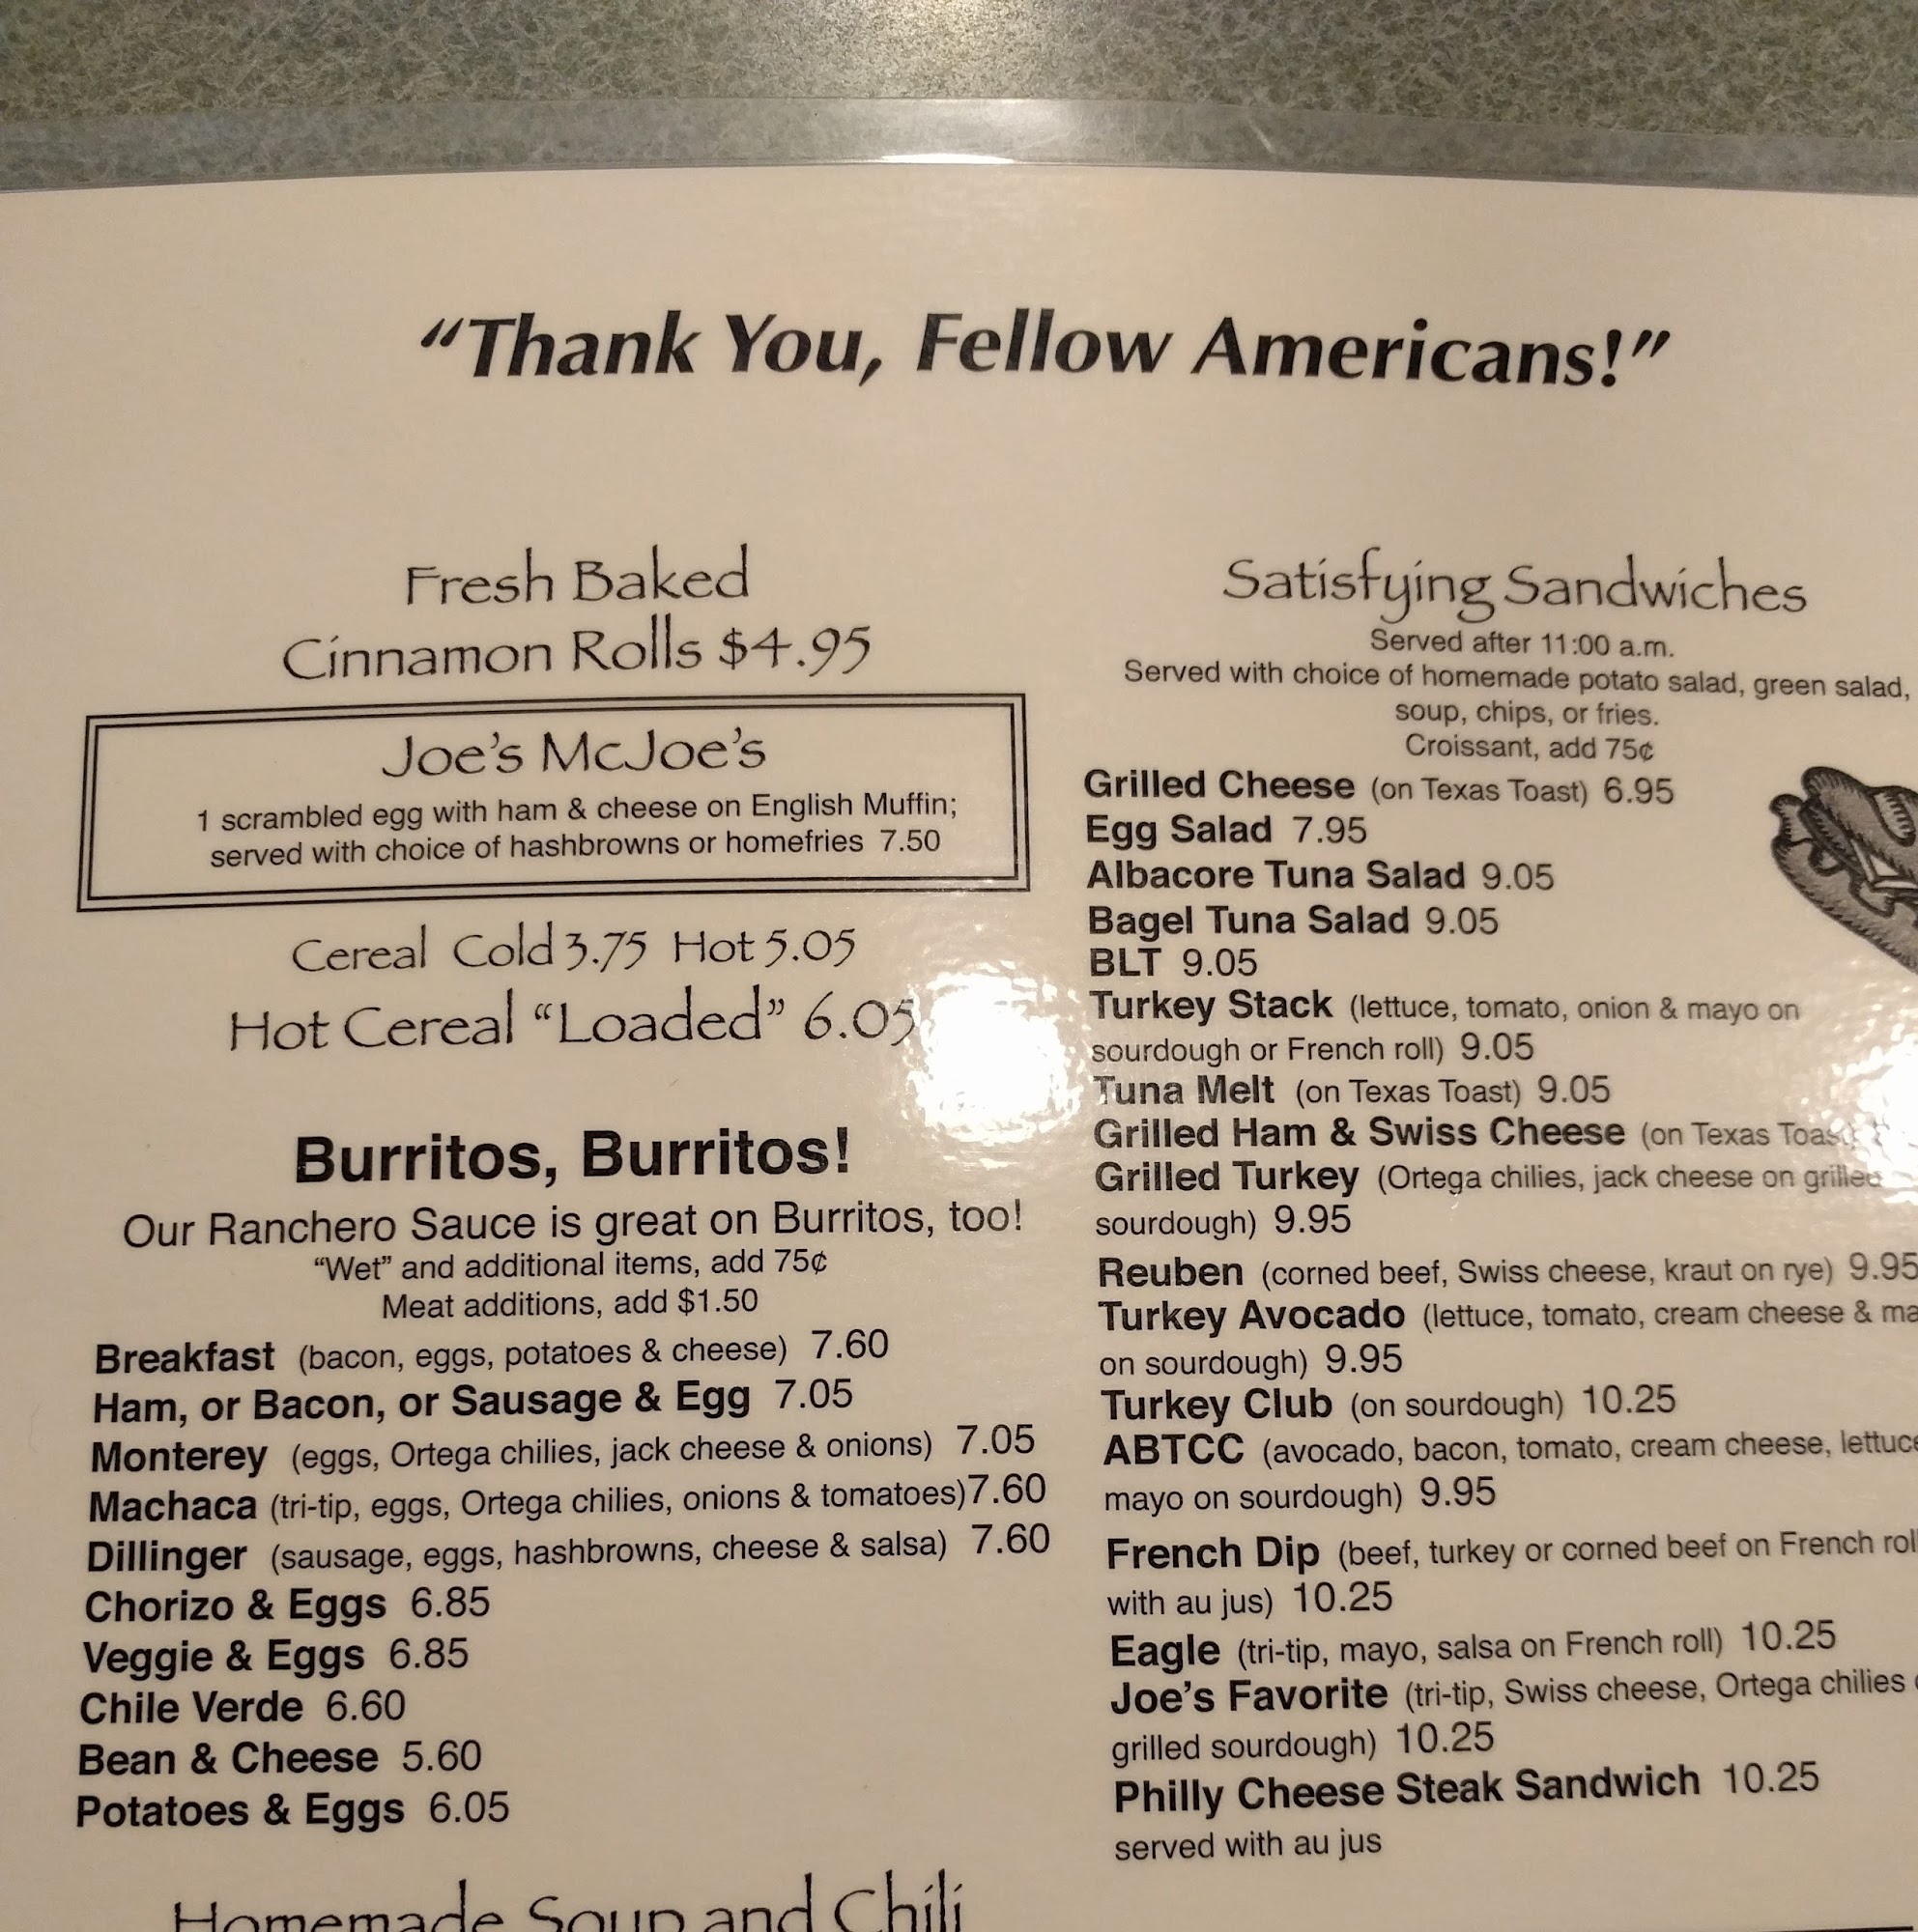 “Thank You, Fellow Americans!”
Fresh Baked
Cinnamon Rolls $4.95
Joe’s McJoe’s
1 scrambled egg with ham & cheese on English Muffin;
served with choice of hashbrowns or homefries 7.50
Cereal Cold 3.75 Hot 5.05
Hot Cereal “Loaded” 6.05
Burritos, Burritos!
Our Ranchero Sauce is great on Burritos, too!
“Wet” and additional items, add 75¢
Meat additions, add $1.50
Breakfast (bacon, eggs, potatoes & cheese) 7.60
Ham, or Bacon, or Sausage & Egg 7.05
Monterey (eggs, Ortega chilies, jack cheese & onions) 7.05
Machaca (tri-tip, eggs, Ortega chilies, onions & tomatoes)7.60
Dillinger (sausage, eggs, hashbrowns, cheese & salsa) 7.60
Chorizo & Eggs 6.85
Veggie & Eggs 6.85
Chile Verde 6.60
Bean & Cheese 5.60
Potatoes & Eggs 6.05
Homemade Soup and Chili
Satisfying Sandwiches
Served after 11:00 a.m.
Served with choice of homemade potato salad, green salad,
soup, chips, or fries.
Croissant, add 75¢
Grilled Cheese (on Texas Toast) 6.95
Egg Salad 7.95
Albacore Tuna Salad 9.05
Bagel Tuna Salad 9.05
BLT 9.05
Turkey Stack (lettuce, tomato, onion & mayo on
sourdough or French roll) 9.05
Tuna Melt (on Texas Toast) 9.05
Grilled Ham & Swiss Cheese (on Texas Toast)
Grilled Turkey (Ortega chilies, jack cheese on grilled
sourdough) 9.95
Reuben (corned beef, Swiss cheese, kraut on rye) 9.95
Turkey Avocado (lettuce, tomato, cream cheese &
on sourdough) 9.95
Turkey Club (on sourdough) 10.25
ABTCC (avocado, bacon, tomato, cream cheese, lettuce
mayo on sourdough) 9.95
French Dip (beef, turkey or corned beef on French roll
with au jus) 10.25
Eagle (tri-tip, mayo, salsa on French roll) 10.25
Joe’s Favorite (tri-tip, Swiss cheese, Ortega chilies
grilled sourdough) 10.25
Philly Cheese Steak Sandwich 10.25
served with au jus